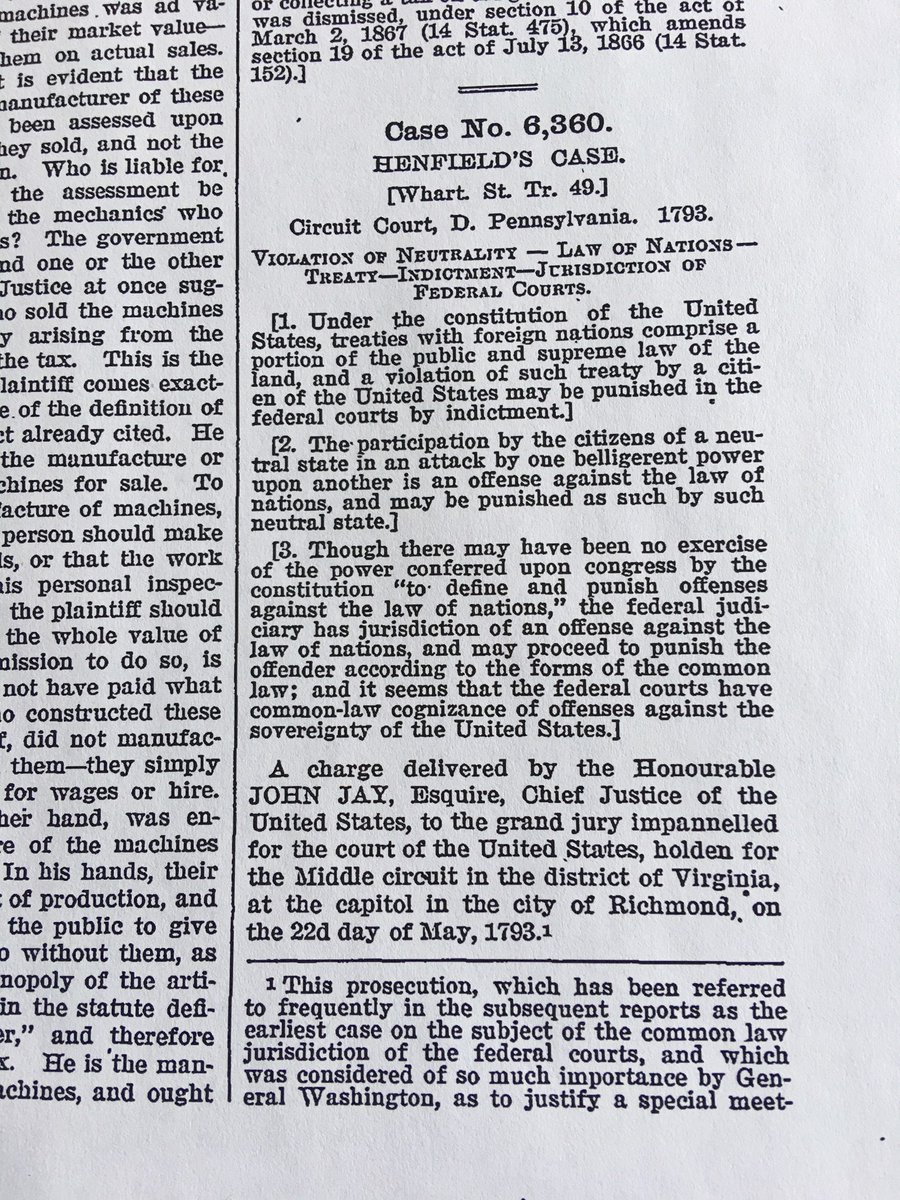 machines was ad va-
their market value—
them on actual sales.
is evident that the
manufacturer of these
been assessed upon
they sold, and not the
Who is liable for
the assessment be
the mechanics who
The government
and one or the other
Justice at once sug-
who sold the machines
arising from the
the tax. This is the
plaintiff comes exact-
of the definition of
already cited. He
the manufacture or
machines for sale. To
facture of machines,
person should make
or that the work
his personal inspec-
the plaintiff should
the whole value of
mission to do so, is
not have paid what
who constructed these
did not manufac-
them—they simply
for wages or hire.
other hand, was en-
of the machines
In his hands, their
of production, and
the public to give
without them, as
monopoly of the arti-
in the statute defi-
er," and therefore
He is the man-
machines, and ought
was dismissed, under section 10 of the act of
March 2, 1867 (14 Stat. 475), which amends
section 19 of the act of July 13, 1866 (14 Stat.
152).]
Case No. 6,360.
HENFIELD'S CASE.
[Whart. St. Tr. 49.]
Circuit Court, D. Pennsylvania. 1793.
VIOLATION OF NEUTRALITY — LAW OF NATIONS—
TREATY—INDICTMENT—JURISDICTION OF
FEDERAL COURTS.
[1. Under the constitution of the United
States, treaties with foreign nations comprise a
portion of the public and supreme law of the
land, and a violation of such treaty by a citi-
en of the United States may be punished in the
federal courts by indictment.]
[2. The participation by the citizens of a neu-
tral state in an attack by one belligerent power
upon another is an offense against the law of
nations, and may be punished as such by such
neutral state.]
[3. Though there may have been no exercise
of the power conferred upon congress by the
constitution "to define and punish offenses
against the law of nations," the federal judi-
ciary has jurisdiction of an offense against the
law of nations, and may proceed to punish the
offender according to the forms of the common
law; and it seems that the federal courts have
common-law cognizance of offenses against the
sovereignty of the United States.]
A charge delivered by the Honourable
JOHN JAY, Esquire, Chief Justice of the
United States, to the grand jury impannelled
for the court of the United States, holden for
the Middle circuit in the district of Virginia,
at the capitol in the city of Richmond, on
the 22d day of May, 1793.1
1 This prosecution, which has been referred
to frequently in the subsequent reports as the
earliest case on the subject of the common law
jurisdiction of the federal courts, and which
was considered of so much importance by Gen-
eral Washington, as to justify a special meet-